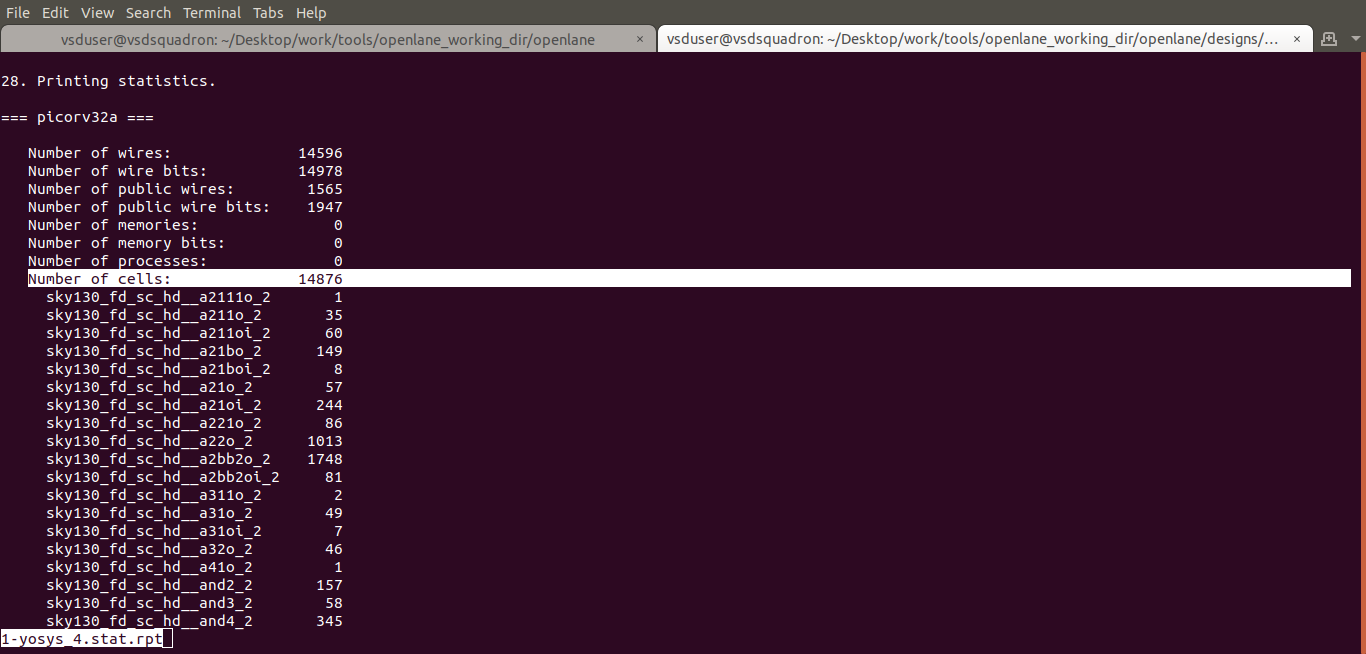 File Edit View Search Terminal Tabs Help
vsduser@vsdsquadron: ~/Desktop/work/tools/openlane_working_dir/openlane × vsduser@vsdsquadron: ~/Desktop/work/tools/openlane_working_dir/openlane/designs/... ×
28. Printing statistics.
=== picorv32a ===
Number of wires: 14596
Number of wire bits: 14978
Number of public wires: 1565
Number of public wire bits: 1947
Number of memories: 0
Number of memory bits: 0
Number of processes: 0
Number of cells: 14876
sky130_fd_sc_hd__a2111o_2 1
sky130_fd_sc_hd__a211o_2 35
sky130_fd_sc_hd__a211oi_2 60
sky130_fd_sc_hd__a21bo_2 149
sky130_fd_sc_hd__a21boi_2 8
sky130_fd_sc_hd__a21o_2 57
sky130_fd_sc_hd__a21oi_2 244
sky130_fd_sc_hd__a221o_2 86
sky130_fd_sc_hd__a22o_2 1013
sky130_fd_sc_hd__a2bb2o_2 1748
sky130_fd_sc_hd__a2bb2oi_2 81
sky130_fd_sc_hd__a311o_2 2
sky130_fd_sc_hd__a31o_2 49
sky130_fd_sc_hd__a31oi_2 7
sky130_fd_sc_hd__a32o_2 46
sky130_fd_sc_hd__a41o_2 1
sky130_fd_sc_hd__and2_2 157
sky130_fd_sc_hd__and3_2 58
sky130_fd_sc_hd__and4_2 345
1-yosys_4.stat.rpt